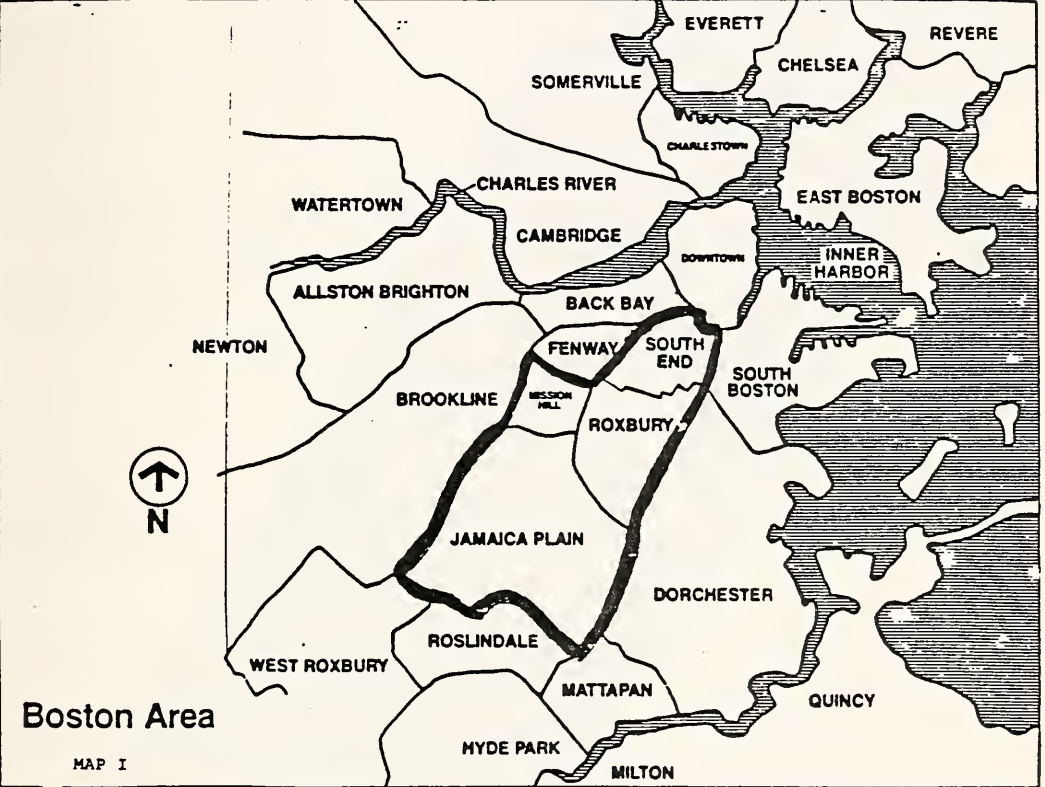 EVERETT
REVERE
CHELSEA
SOMERVILLE
CHARLESTOWN
CHARLES RIVER
WATERTOWN
EAST BOSTON
CAMBRIDGE
DOWNTOWN
INNER
HARBOR
ALLSTON BRIGHTON
BACK BAY
NEWTON
FENWAY
SOUTH
END
SOUTH
BOSTON
BROOKLINE
MISSION
HILL
ROXBURY
N
JAMAICA PLAIN
DORCHESTER
ROSLINDALE
WEST ROXBURY
MATTAPAN
QUINCY
Boston Area
HYDE PARK
MAP I
MILTON